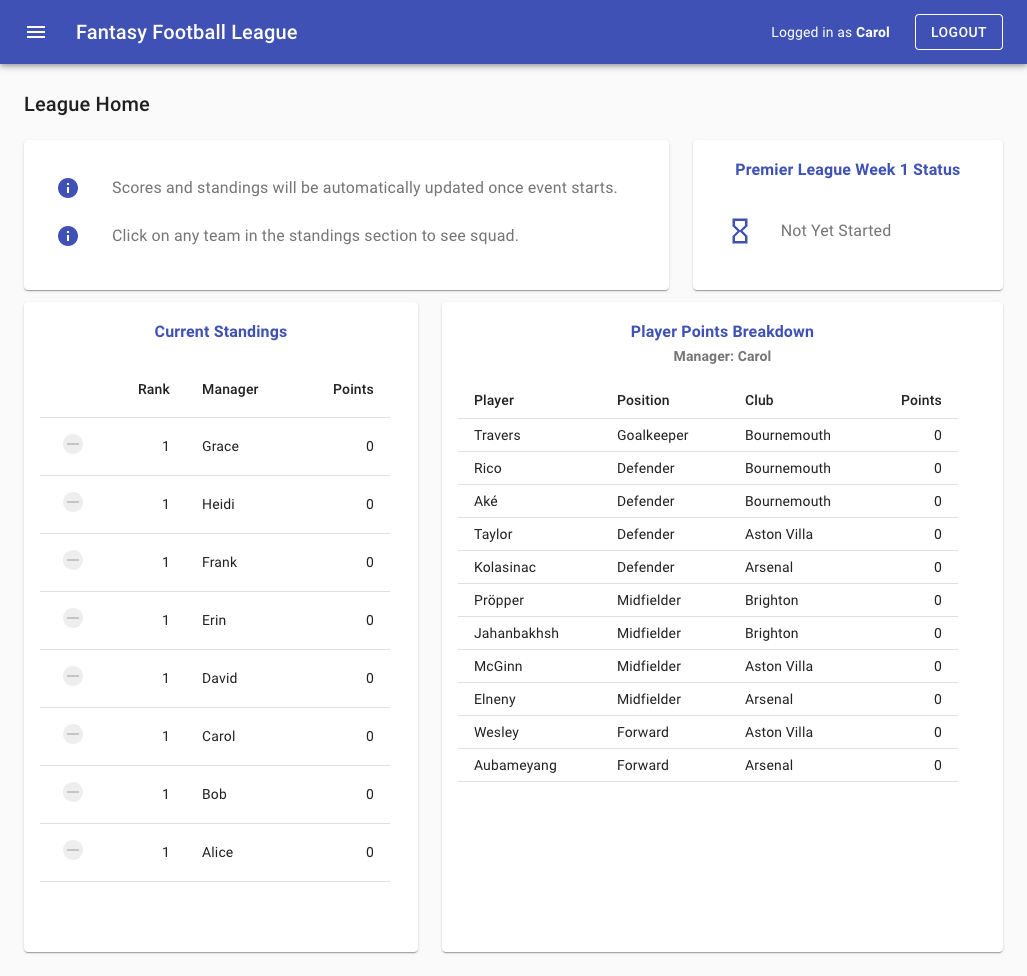 Fantasy Football League
Logged in as Carol
LOGOUT
League Home
Scores and standings will be automatically updated once event starts.
Click on any team in the standings section to see squad.
Premier League Week 1 Status
Not Yet Started
Current Standings
Rank Manager Points
1 Grace 0
1 Heidi 0
1 Frank 0
1 Erin 0
1 David 0
1 Carol 0
1 Bob 0
1 Alice 0
Player Points Breakdown
Manager: Carol
Player Position Club Points
Travers Goalkeeper Bournemouth 0
Rico Defender Bournemouth 0
Aké Defender Bournemouth 0
Taylor Defender Aston Villa 0
Kolasinac Defender Arsenal 0
Pröpper Midfielder Brighton 0
Jahanbakhsh Midfielder Brighton 0
McGinn Midfielder Aston Villa 0
Elneny Midfielder Arsenal 0
Wesley Forward Aston Villa 0
Aubameyang Forward Arsenal 0